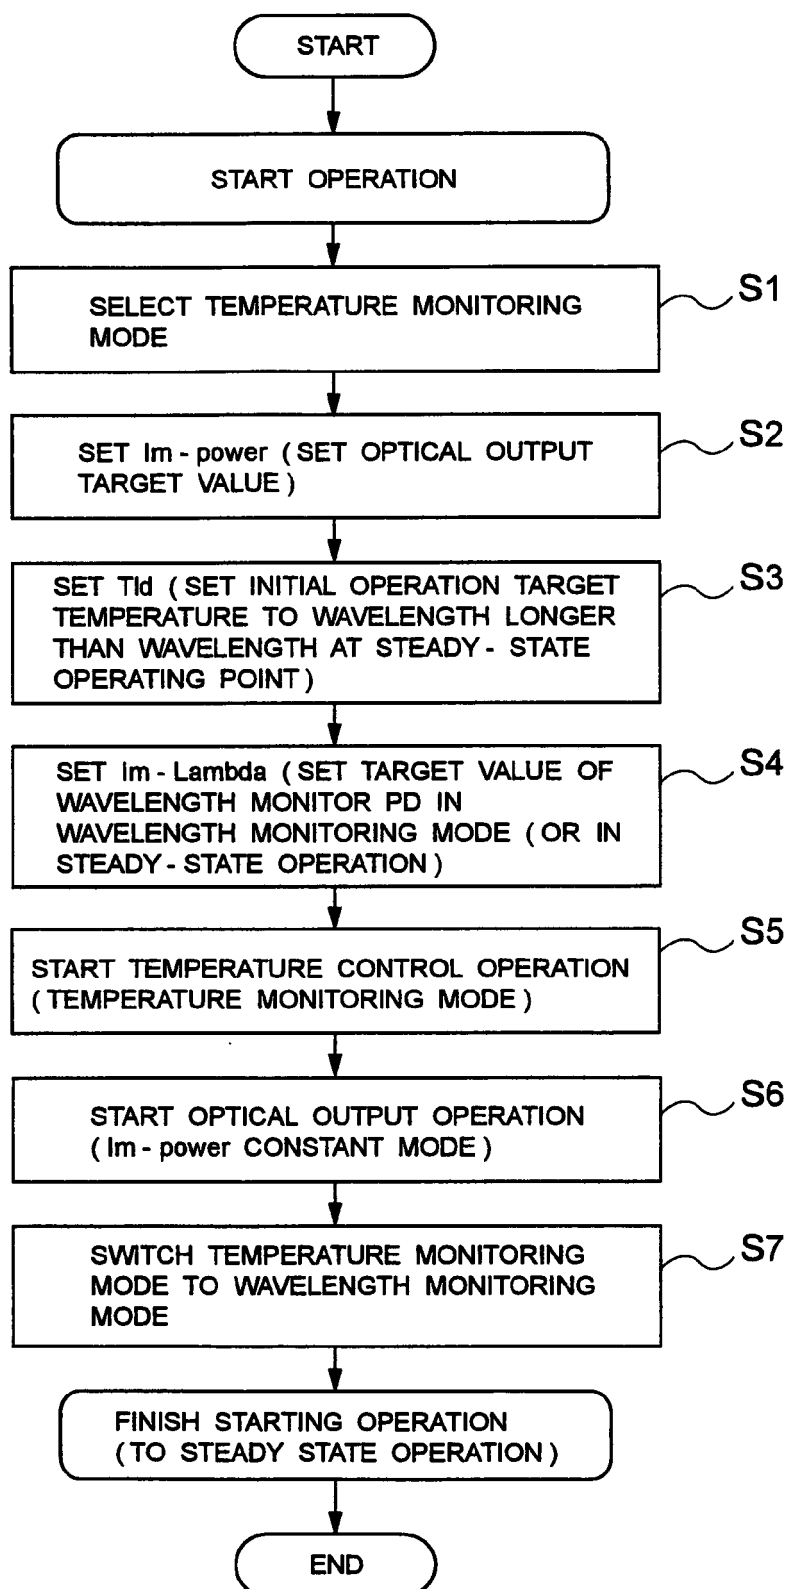 START
START OPERATION
SELECT TEMPERATURE MONITORING
MODE
S1
SET Im - power ( SET OPTICAL OUTPUT
TARGET VALUE )
S2
SET Tld ( SET INITIAL OPERATION TARGET
TEMPERATURE TO WAVELENGTH LONGER
THAN WAVELENGTH AT STEADY - STATE
OPERATING POINT )
S3
SET Im - Lambda ( SET TARGET VALUE OF
WAVELENGTH MONITOR PD IN
WAVELENGTH MONITORING MODE ( OR IN
STEADY - STATE OPERATION )
S4
START TEMPERATURE CONTROL OPERATION
( TEMPERATURE MONITORING MODE )
S5
START OPTICAL OUTPUT OPERATION
( Im - power CONSTANT MODE )
S6
SWITCH TEMPERATURE MONITORING
MODE TO WAVELENGTH MONITORING
MODE
S7
FINISH STARTING OPERATION
( TO STEADY STATE OPERATION )
END